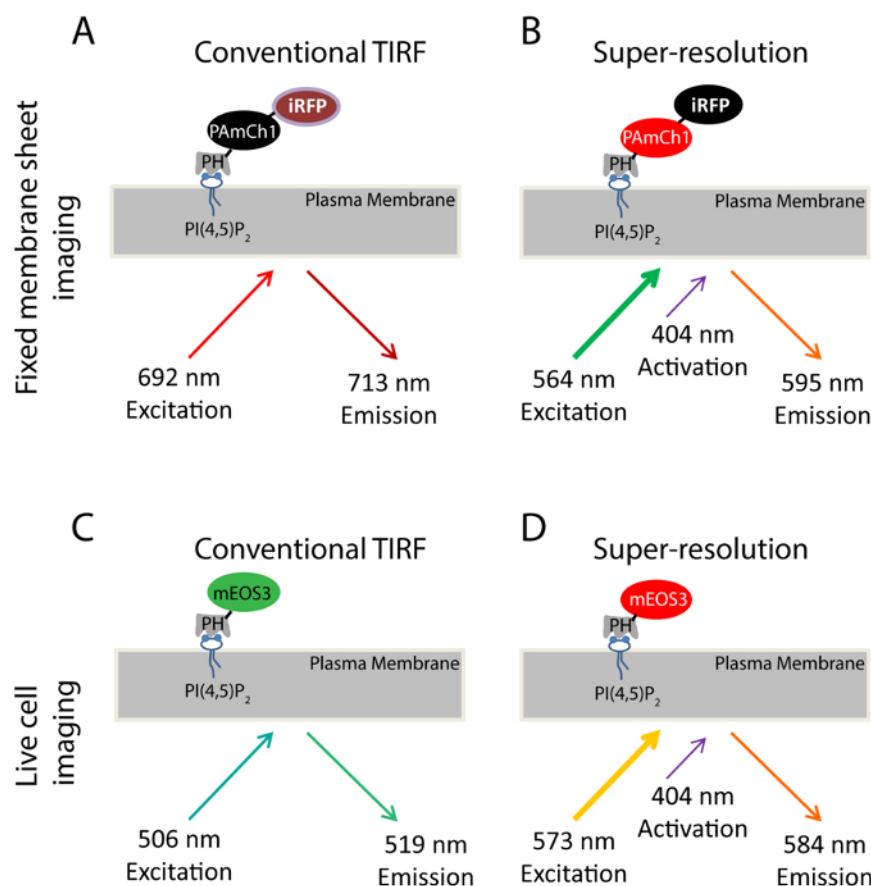 A
Conventional TIRF
iRFP
PAmCh1
PH
Plasma Membrane
PI(4,5)P2
692 nm
Excitation
713 nm
Emission
B
Super-resolution
iRFP
PAmCh1
PH
Plasma Membrane
PI(4,5)P2
564 nm
Excitation
404 nm
Activation
595 nm
Emission
Fixed membrane sheet
imaging
C
Conventional TIRF
mEOS3
PH
Plasma Membrane
PI(4,5)P2
506 nm
Excitation
519 nm
Emission
D
Super-resolution
mEOS3
PH
Plasma Membrane
PI(4,5)P2
573 nm
Excitation
404 nm
Activation
584 nm
Emission
Live cell
imaging